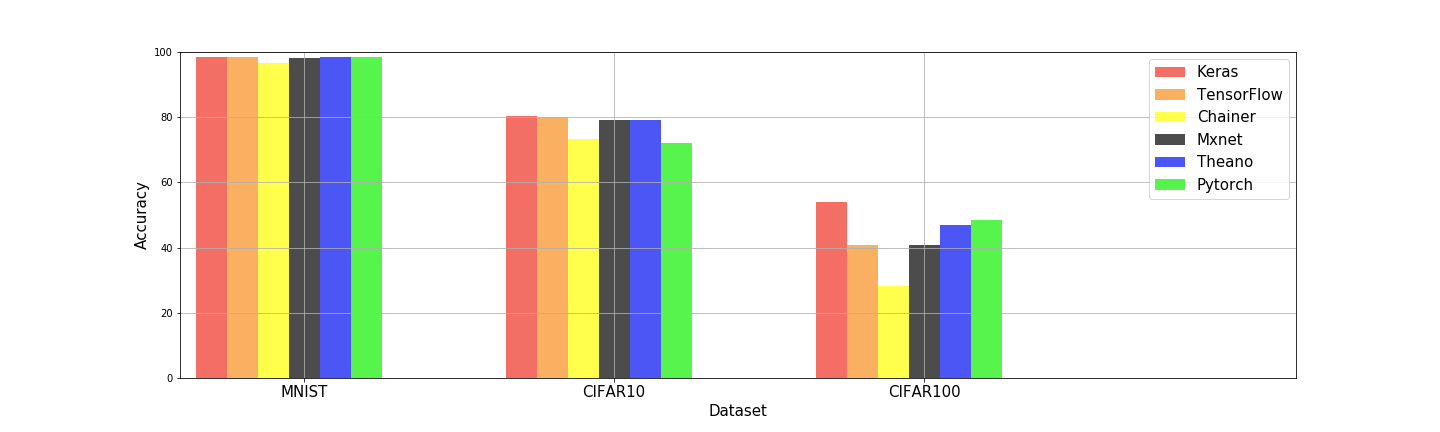 100
80
60
40
20
0
Accuracy
Keras
TensorFlow
Chainer
Mxnet
Theano
Pytorch
MNIST CIFAR10 CIFAR100
Dataset